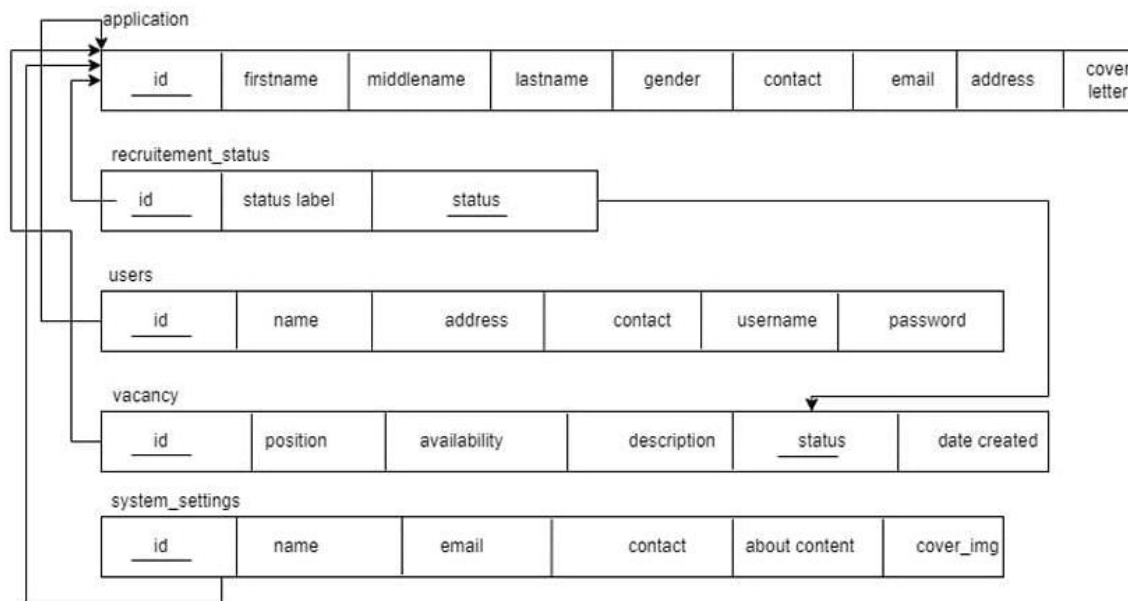 application
id firstname middlename lastname gender contact email address cover letter
recruitement_status
id status label status
users
id name address contact username password
vacancy
id position availability description status date created
system_settings
id name email contact about content cover_img